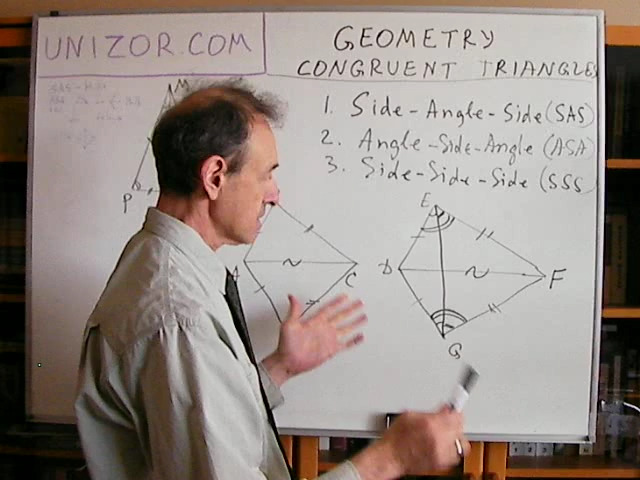 UNIZOR.COM
GEOMETRY
CONGRUENT TRIANGLES
1. Side-Angle-Side (SAS)
2. Angle-Side-Angle (ASA)
3. Side-Side-Side (SSS
M
P
A
C
E
D
F
G